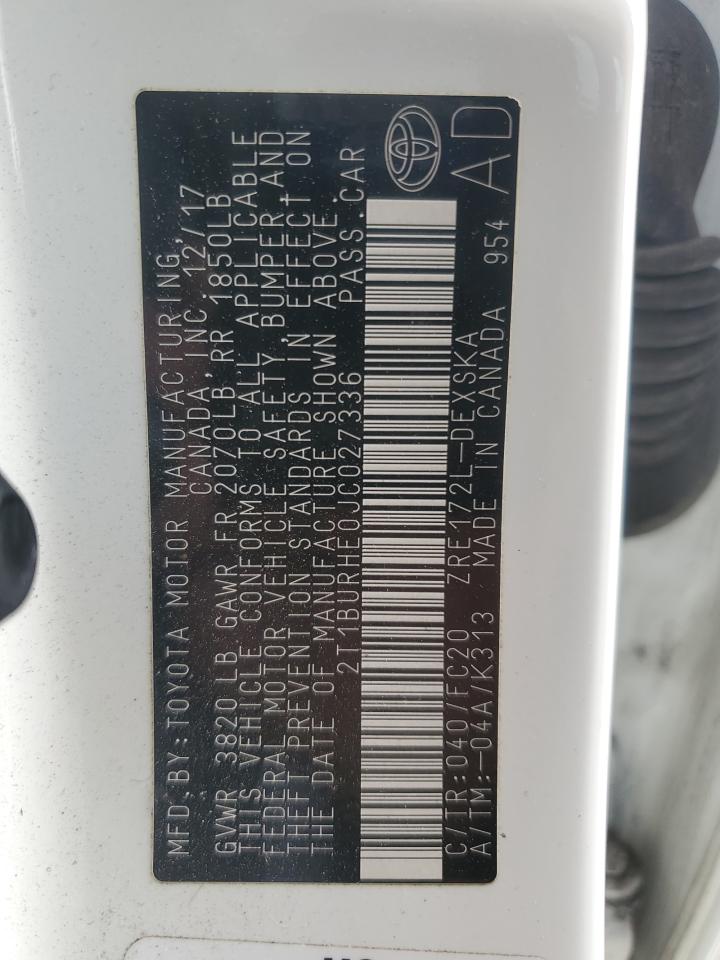 MFD.BY:TOYOTA MOTOR MANUFACTURING,
CANADA, INC. 12/17
GVWR 3820 LB GAWR FR 2070LB, RR 1850LB
THIS VEHICLE CONFORMS TO ALL APPLICABLE
FEDERAL MOTOR VEHICLE SAFETY, BUMPER, AND
THEFT PREVENTION STANDARDS IN EFFECT ON
THE DATE OF MANUFACTURE SHOWN ABOVE.
2T1BURHE0JC027336 PASS.CAR
C/TR:040/FC20 ZRE172L-DEXSKA
A/TM:-04A/K313 MADE IN CANADA 954 AD